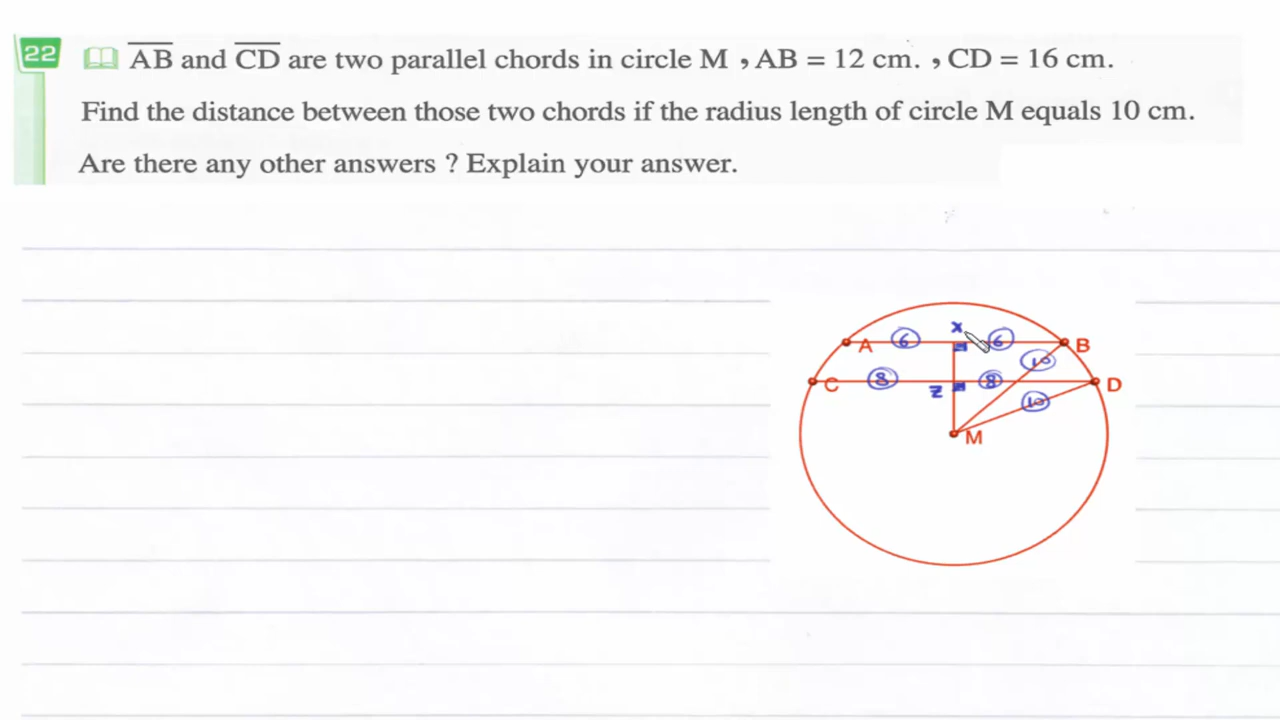 22 AB and CD are two parallel chords in circle M , AB = 12 cm. , CD = 16 cm.
Find the distance between those two chords if the radius length of circle M equals 10 cm.
Are there any other answers ? Explain your answer.
x
A 6 6 B
10
C 8 8 D
z 10
M